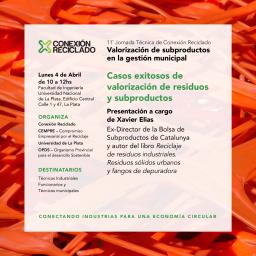 CONEXIÓN
RECICLADO
11° Jornada Técnica de Conexión Reciclado
Valorización de subproductos
en la gestión municipal
Lunes 4 de Abril
de 10 a 12hs
Facultad de Ingeniería
Universidad Nacional
de La Plata, Edificio Central
Calle 1 y 47, La Plata
ORGANIZA
Conexión Reciclado
CEMPRE – Compromiso
Empresarial por el Reciclaje
Universidad de La Plata
OPDS – Organismo Provincial
para el desarrollo Sostenible
DESTINATARIOS
Técnicos Industriales
Funcionarios y
Técnicos municipales
Casos exitosos de
valorización de residuos
y subproductos
Presentación a cargo
de Xavier Elias
Ex-Director de la Bolsa de
Subproductos de Catalunya
y autor del libro Reciclaje
de residuos industriales.
Residuos sólidos urbanos
y fangos de depuradora
CONECTANDO INDUSTRIAS PARA UNA ECONOMÍA CIRCULAR